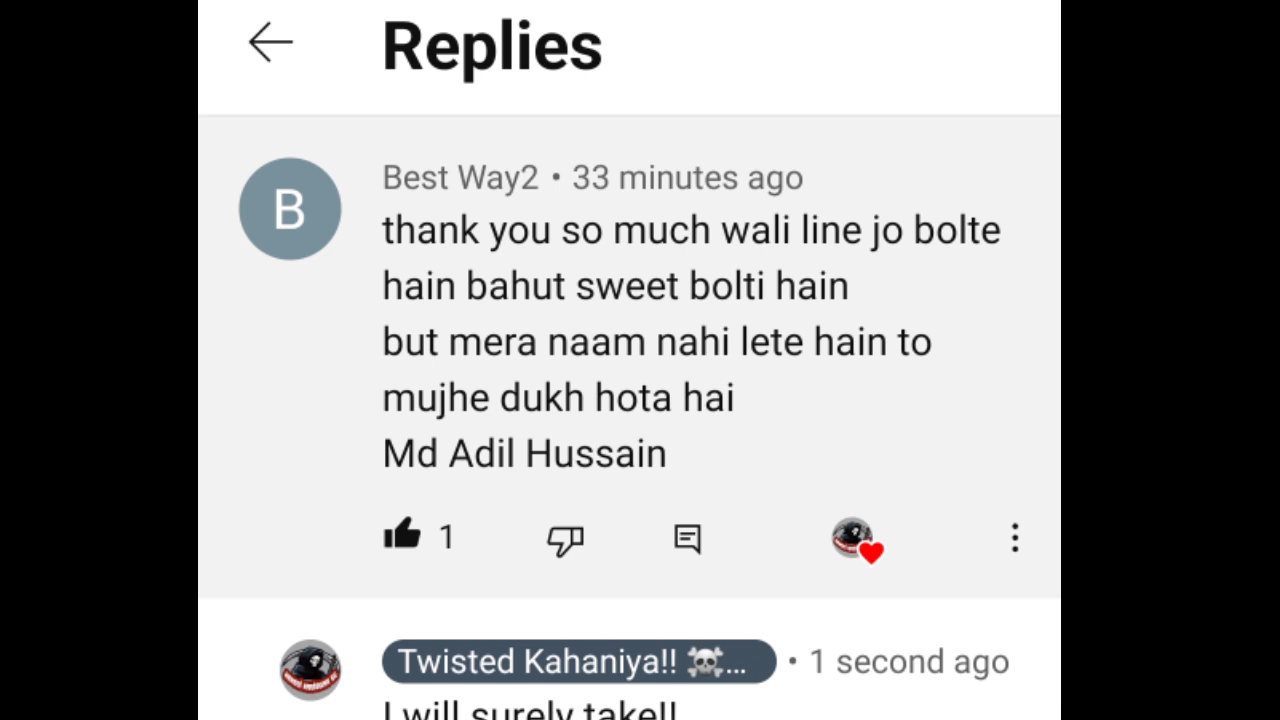 Replies
B
Best Way2 • 33 minutes ago
thank you so much wali line jo bolte
hain bahut sweet bolti hain
but mera naam nahi lete hain to
mujhe dukh hota hai
Md Adil Hussain
1
Twisted Kahaniya!! ☠️... • 1 second ago
I will surely take!!